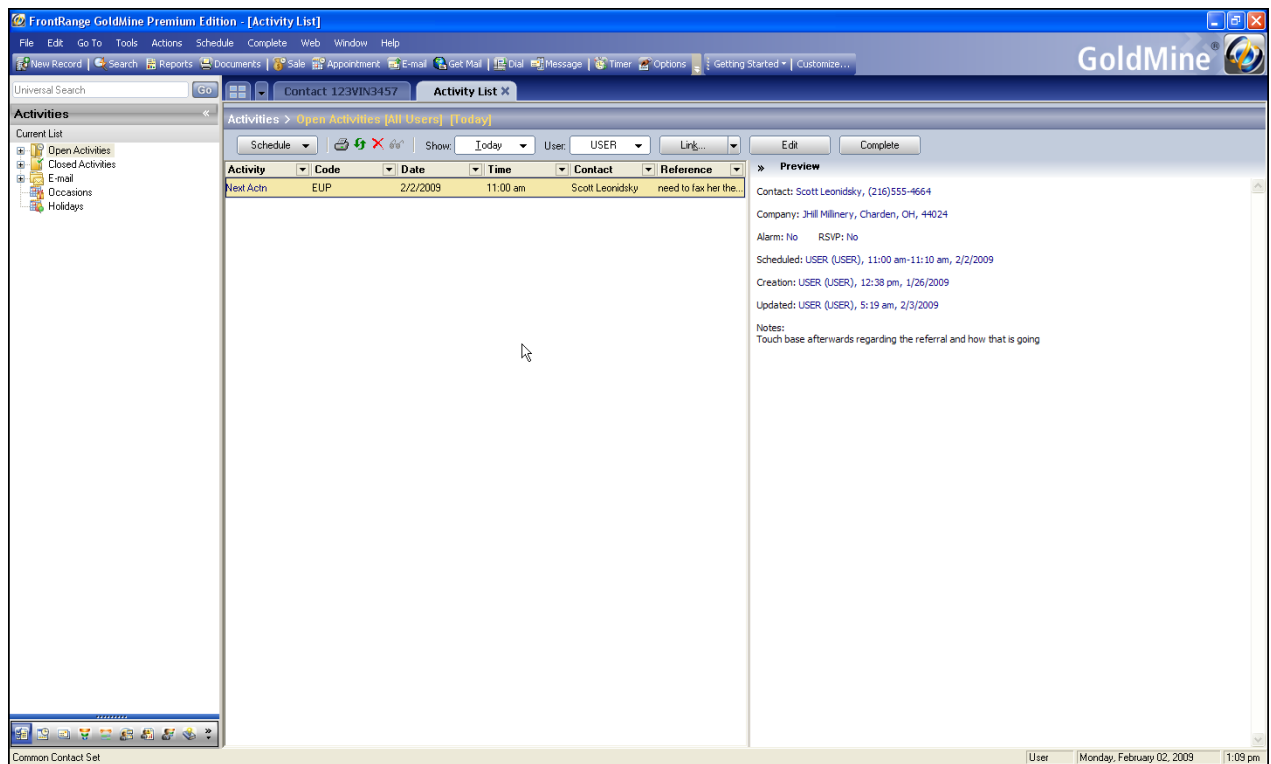 FrontRange GoldMine Premium Edition - [Activity List]
File Edit Go To Tools Actions Schedule Complete Web Window Help
New Record Search Reports Documents Sale Appointment E-mail Get Mail Dial Message Timer Options Getting Started Customize...
GoldMine®
Universal Search Go
Contact 123VIN3457 Activity List
Activities
Activities > Open Activities [All Users] [Today]
Current List
Open Activities
Closed Activities
E-mail
Occasions
Holidays
Schedule Show: Today User: USER Link... Edit Complete
Activity Code Date Time Contact Reference
Next Actn EUP 2/2/2009 11:00 am Scott Leonidsky need to fax her the...
» Preview
Contact: Scott Leonidsky, (216)555-4664
Company: JHill Millinery, Charden, OH, 44024
Alarm: No RSVP: No
Scheduled: USER (USER), 11:00 am-11:10 am, 2/2/2009
Creation: USER (USER), 12:38 pm, 1/26/2009
Updated: USER (USER), 5:19 am, 2/3/2009
Notes:
Touch base afterwards regarding the referral and how that is going
Common Contact Set User Monday, February 02, 2009 1:09 pm